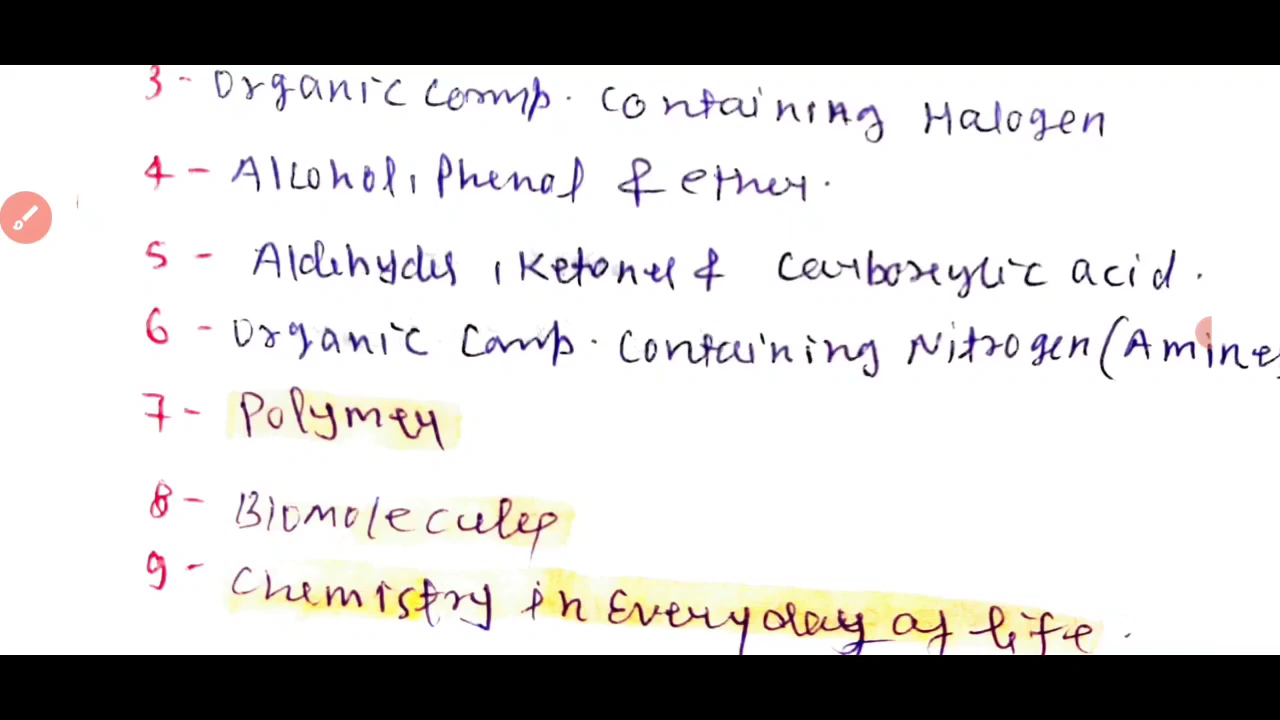 3 - Organic Comp. Containing Halogen
4 - Alcohol, Phenol & ether.
5 - Aldehydes, Ketones & Carboxylic acid.
6 - Organic Comp. Containing Nitrogen (Amines
7 - Polymer
8 - Biomolecules
9 - Chemistry in Everyday of life.